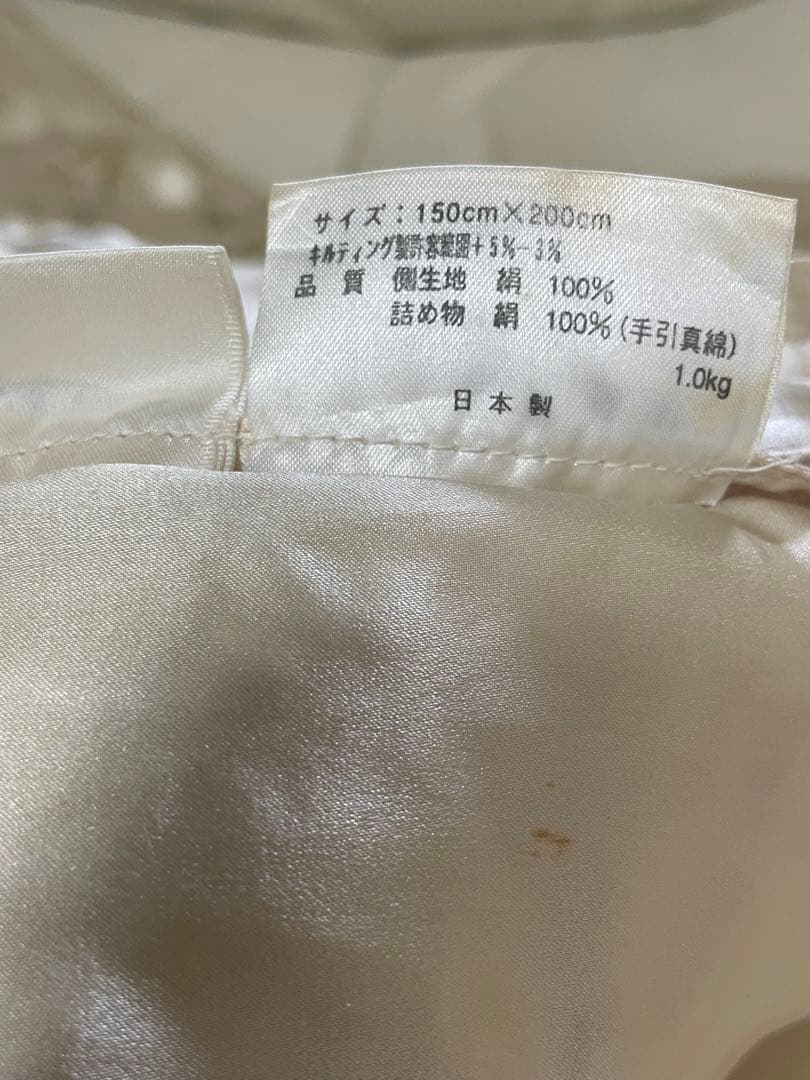 サイズ：150cm×200cm
キルティング製許容範囲＋5%−3%
品 質 側生地 絹 100%
詰め物 絹 100%(手引真綿)
1.0kg
日本製